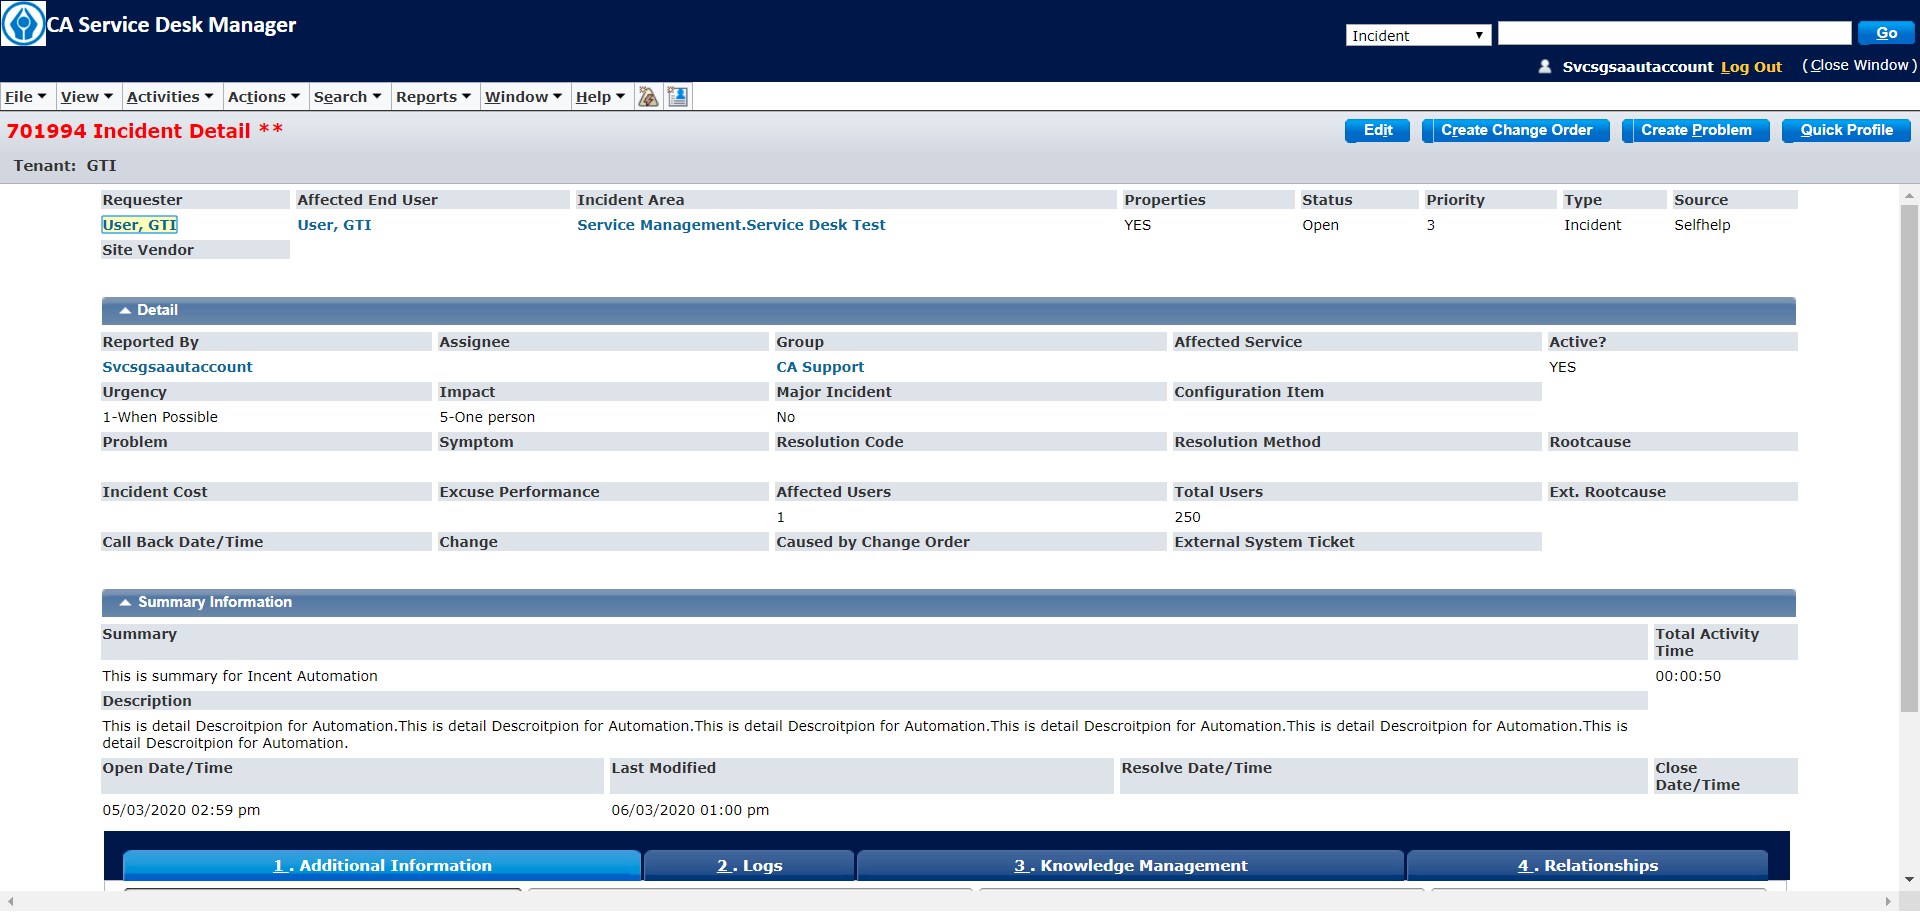 CA Service Desk Manager
Incident
Go
Svcsgsaautaccount Log Out (Close Window)
File View Activities Actions Search Reports Window Help
701994 Incident Detail **
Edit Create Change Order Create Problem Quick Profile
Tenant: GTI
Requester Affected End User Incident Area Properties Status Priority Type Source
User, GTI User, GTI Service Management.Service Desk Test YES Open 3 Incident Selfhelp
Site Vendor
Detail
Reported By Assignee Group Affected Service Active?
Svcsgsaautaccount CA Support YES
Urgency Impact Major Incident Configuration Item
1-When Possible 5-One person No
Problem Symptom Resolution Code Resolution Method Rootcause
Incident Cost Excuse Performance Affected Users Total Users Ext. Rootcause
1 250
Call Back Date/Time Change Caused by Change Order External System Ticket
Summary Information
Summary Total Activity
Time
This is summary for Incent Automation 00:00:50
Description
This is detail Descroitpion for Automation.This is detail Descroitpion for Automation.This is detail Descroitpion for Automation.This is detail Descroitpion for Automation.This is detail Descroitpion for Automation.This is
detail Descroitpion for Automation.
Open Date/Time Last Modified Resolve Date/Time Close
Date/Time
05/03/2020 02:59 pm 06/03/2020 01:00 pm
1 . Additional Information 2 . Logs 3 . Knowledge Management 4 . Relationships